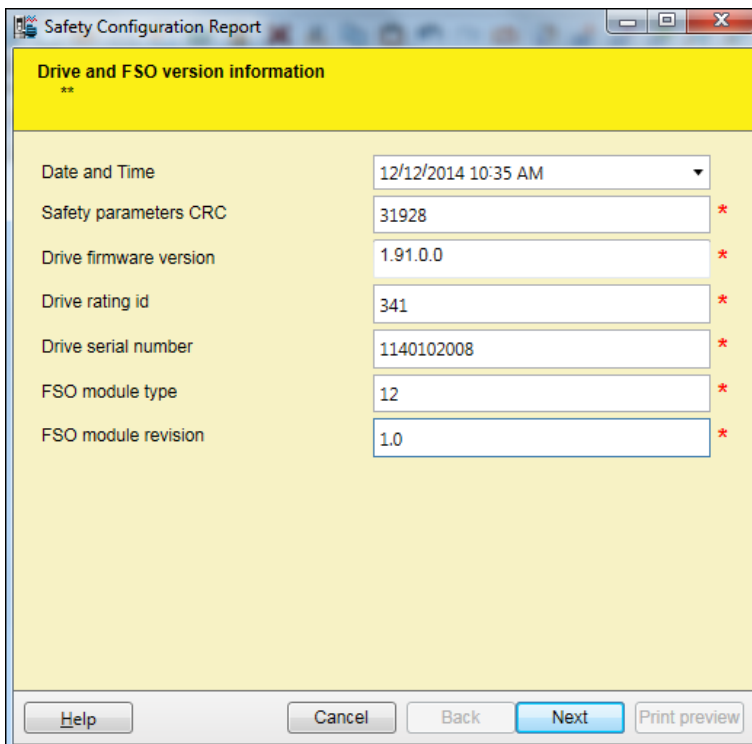 Safety Configuration Report
Drive and FSO version information
**
Date and Time 12/12/2014 10:35 AM
Safety parameters CRC 31928 *
Drive firmware version 1.91.0.0 *
Drive rating id 341 *
Drive serial number 1140102008 *
FSO module type 12 *
FSO module revision 1.0 *
Help Cancel Back Next Print preview